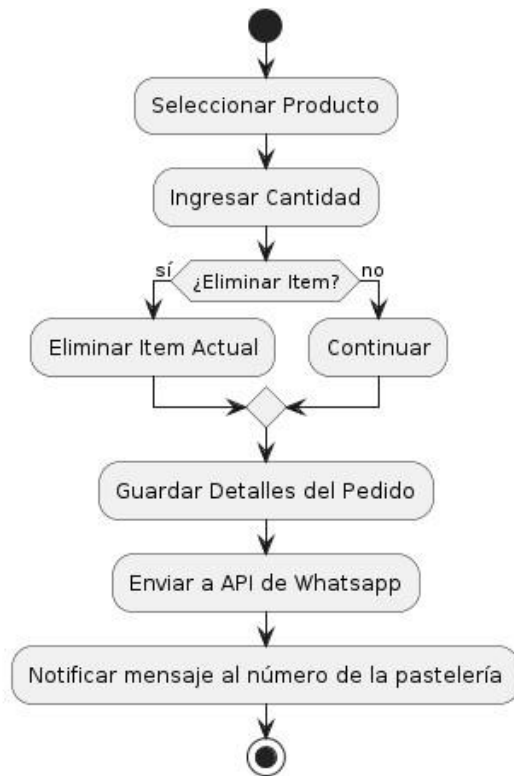 Seleccionar Producto
Ingresar Cantidad
sí
¿Eliminar Item?
no
Eliminar Item Actual
Continuar
Guardar Detalles del Pedido
Enviar a API de Whatsapp
Notificar mensaje al número de la pastelería